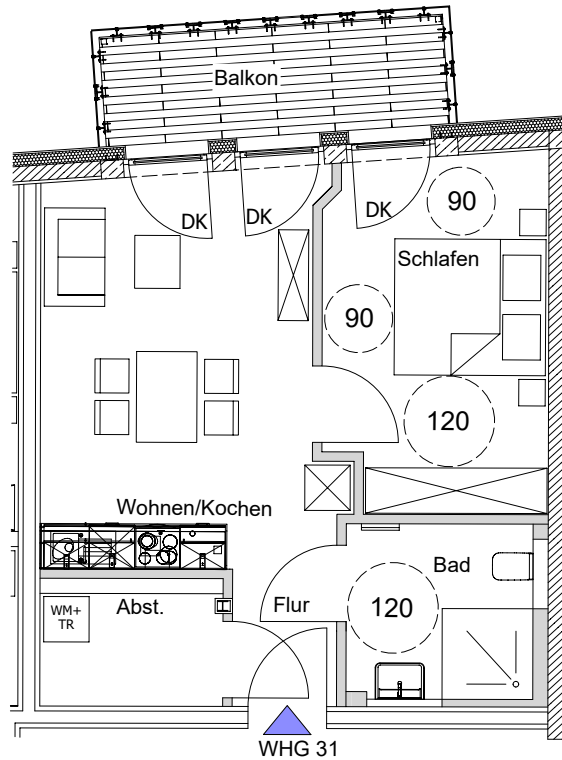 Balkon
DK
DK
DK
90
Schlafen
90
120
Wohnen/Kochen
Bad
Abst.
Flur
120
WM+
TR
WHG 31